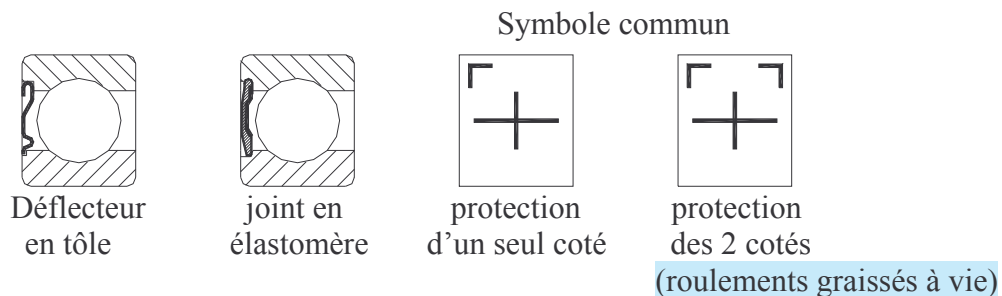 Symbole commun
Déflecteur
en tôle
joint en
élastomère
protection
d'un seul coté
protection
des 2 cotés
(roulements graissés à vie)